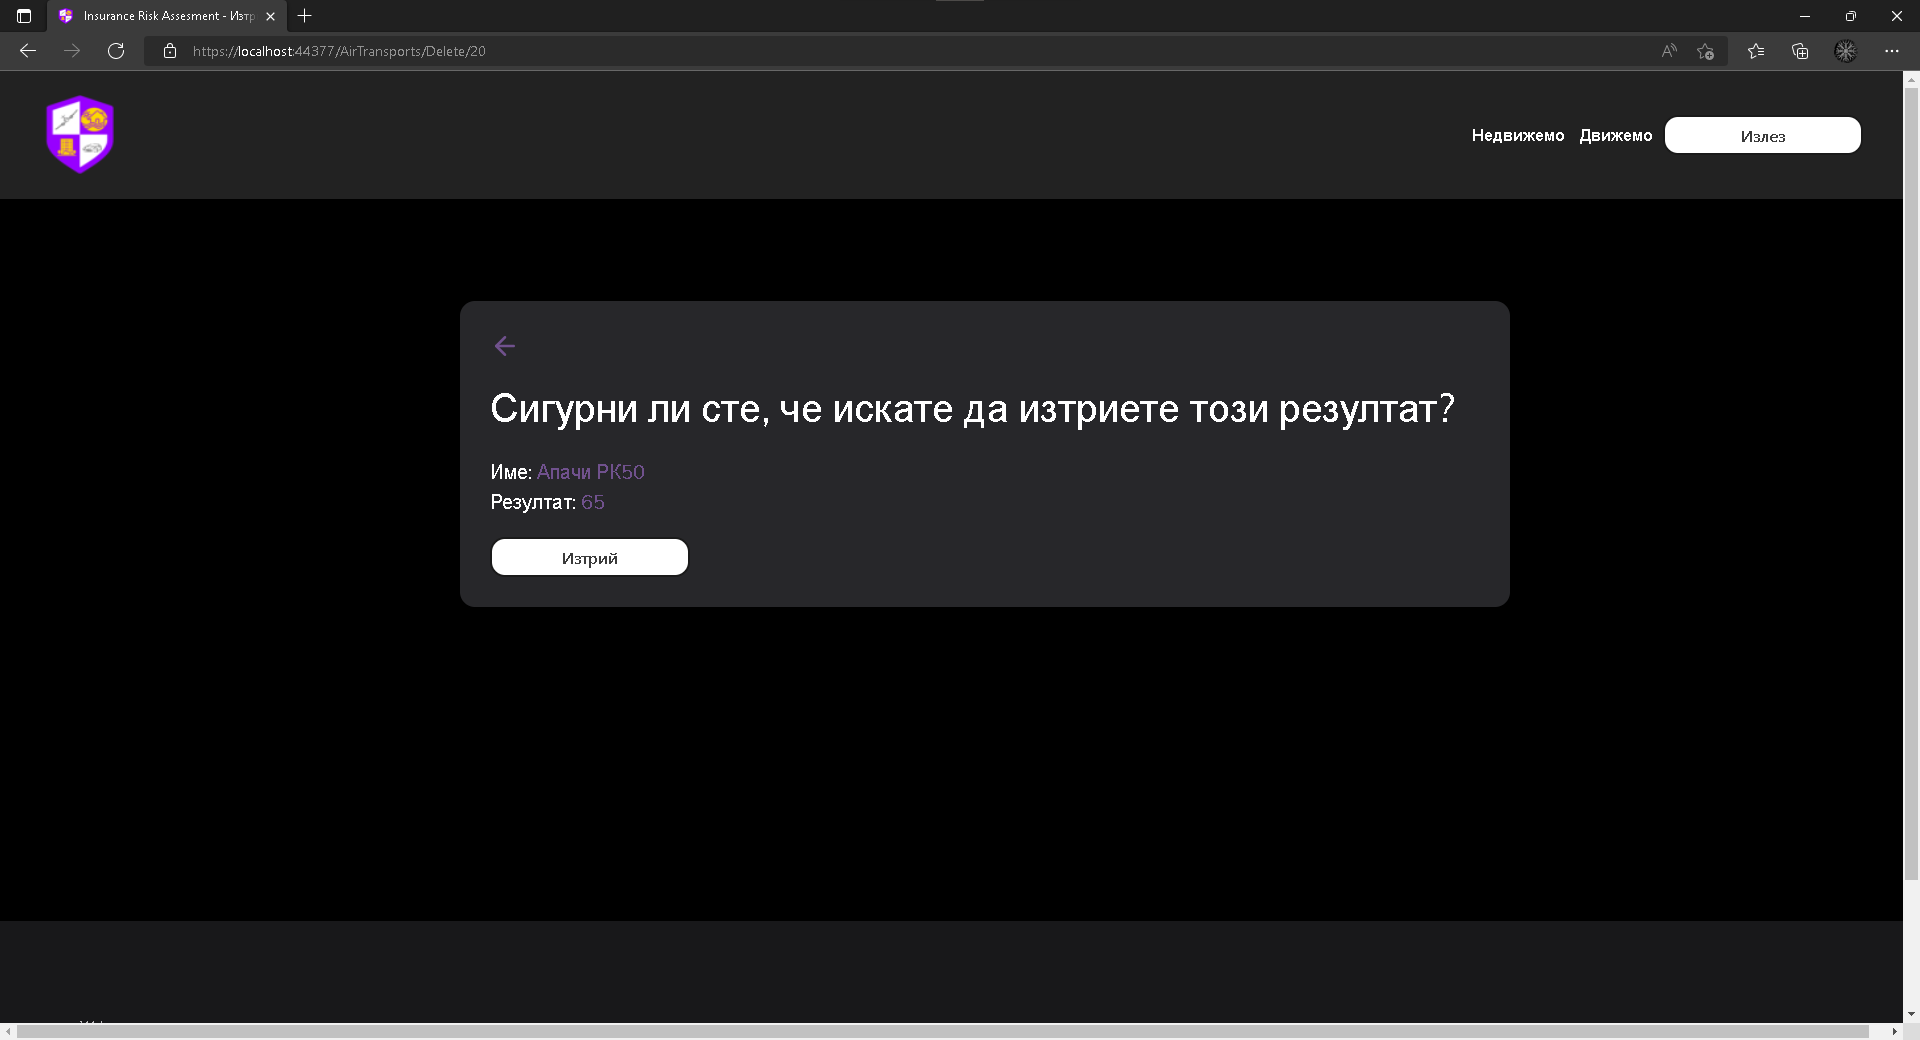 Insurance Risk Assesment - Изтр
https://localhost:44377/AirTransports/Delete/20
Недвижемо Движемо Излез
Сигурни ли сте, че искате да изтриете този резултат?
Име: Апачи РК50
Резултат: 65
Изтрий